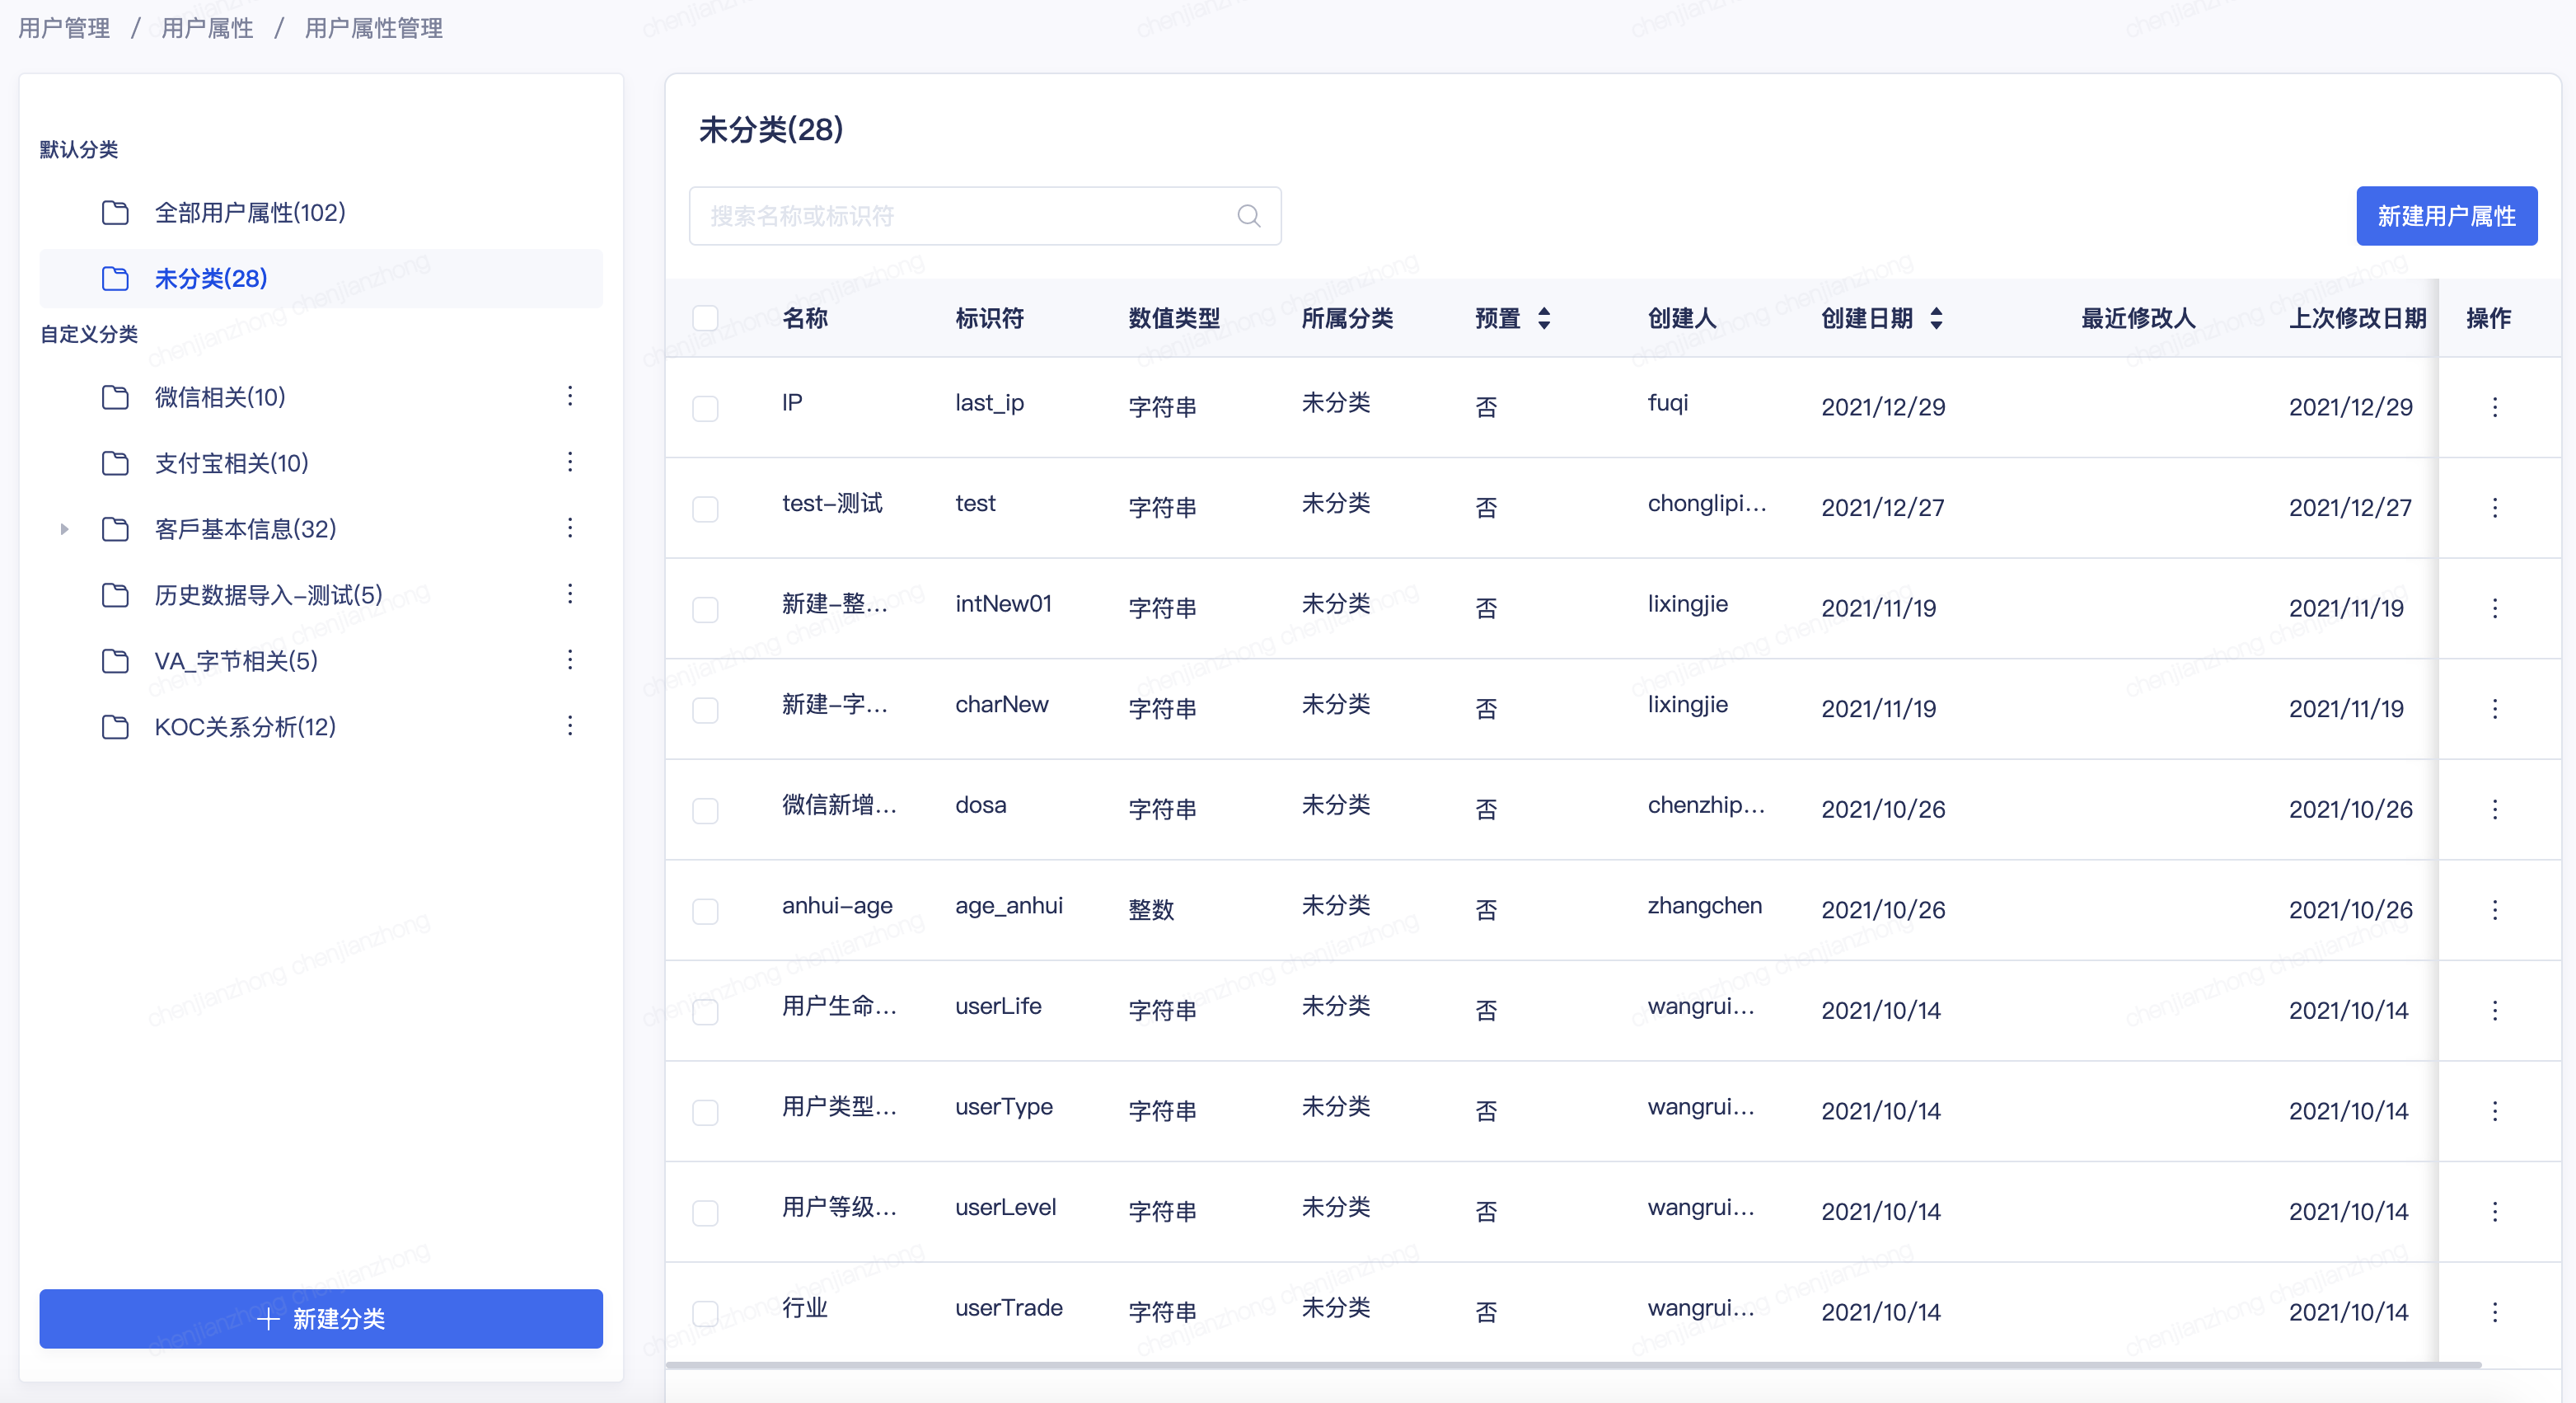 用户管理 / 用户属性 / 用户属性管理
默认分类
全部用户属性(102)
未分类(28)
自定义分类
微信相关(10)
支付宝相关(10)
客戶基本信息(32)
历史数据导入-测试(5)
VA_字节相关(5)
KOC关系分析(12)
新建分类
未分类(28)
搜索名称或标识符
新建用户属性
名称 标识符 数值类型 所属分类 预置 创建人 创建日期 最近修改人 上次修改日期 操作
IP last_ip 字符串 未分类 否 fuqi 2021/12/29 2021/12/29
test-测试 test 字符串 未分类 否 chonglipi... 2021/12/27 2021/12/27
新建-整... intNew01 字符串 未分类 否 lixingjie 2021/11/19 2021/11/19
新建-字... charNew 字符串 未分类 否 lixingjie 2021/11/19 2021/11/19
微信新增... dosa 字符串 未分类 否 chenzhip... 2021/10/26 2021/10/26
anhui-age age_anhui 整数 未分类 否 zhangchen 2021/10/26 2021/10/26
用户生命... userLife 字符串 未分类 否 wangrui... 2021/10/14 2021/10/14
用户类型... userType 字符串 未分类 否 wangrui... 2021/10/14 2021/10/14
用户等级... userLevel 字符串 未分类 否 wangrui... 2021/10/14 2021/10/14
行业 userTrade 字符串 未分类 否 wangrui... 2021/10/14 2021/10/14
chenjianzhong chenjianzhong